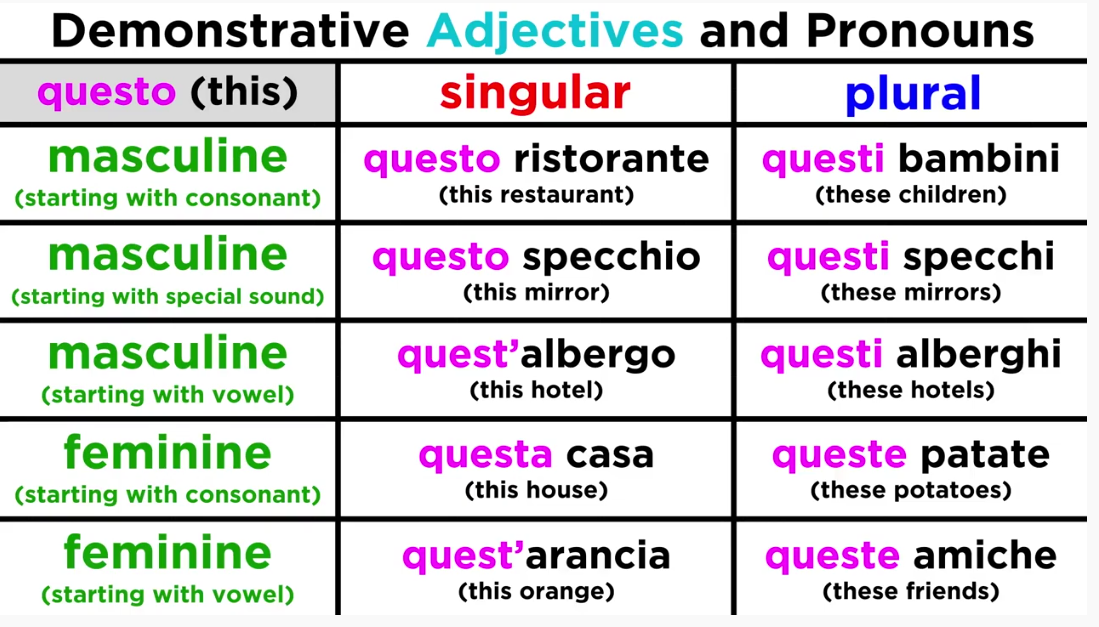 Demonstrative Adjectives and Pronouns
questo (this) singular plural
masculine questo ristorante questi bambini
(starting with consonant) (this restaurant) (these children)
masculine questo specchio questi specchi
(starting with special sound) (this mirror) (these mirrors)
masculine quest’albergo questi alberghi
(starting with vowel) (this hotel) (these hotels)
feminine questa casa queste patate
(starting with consonant) (this house) (these potatoes)
feminine quest’arancia queste amiche
(starting with vowel) (this orange) (these friends)